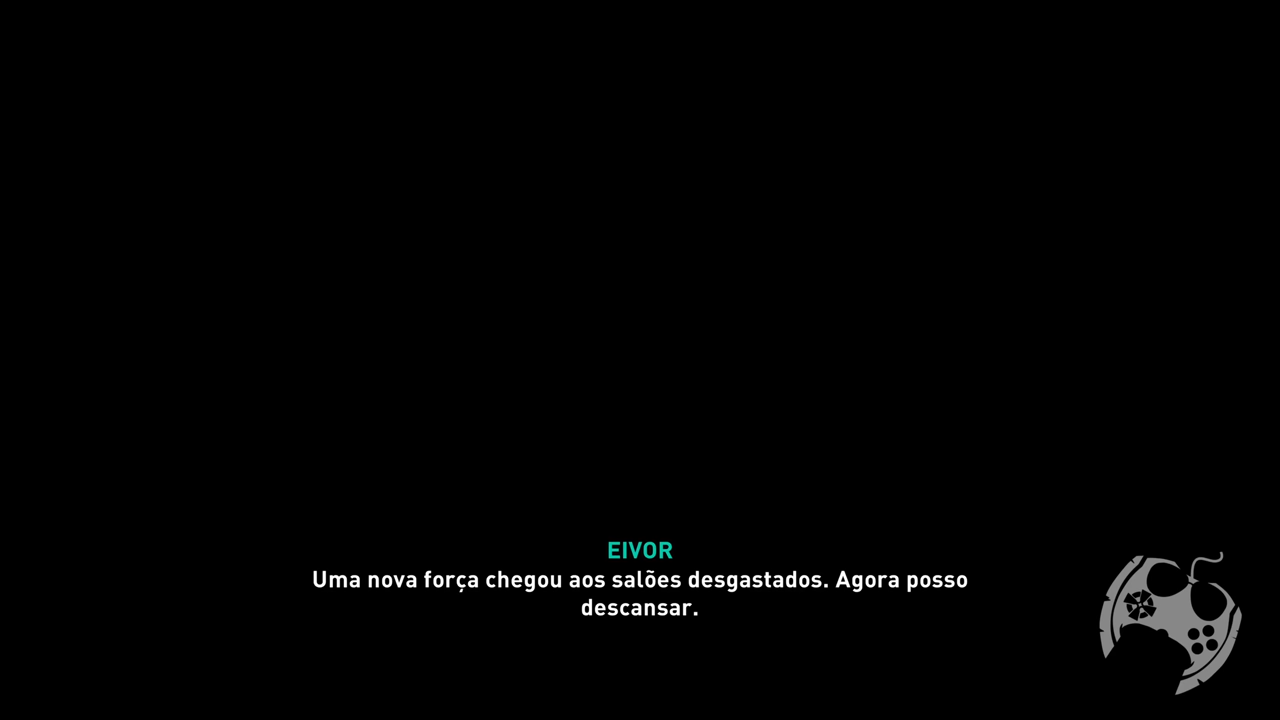 EIVOR
Uma nova força chegou aos salões desgastados. Agora posso
descansar.